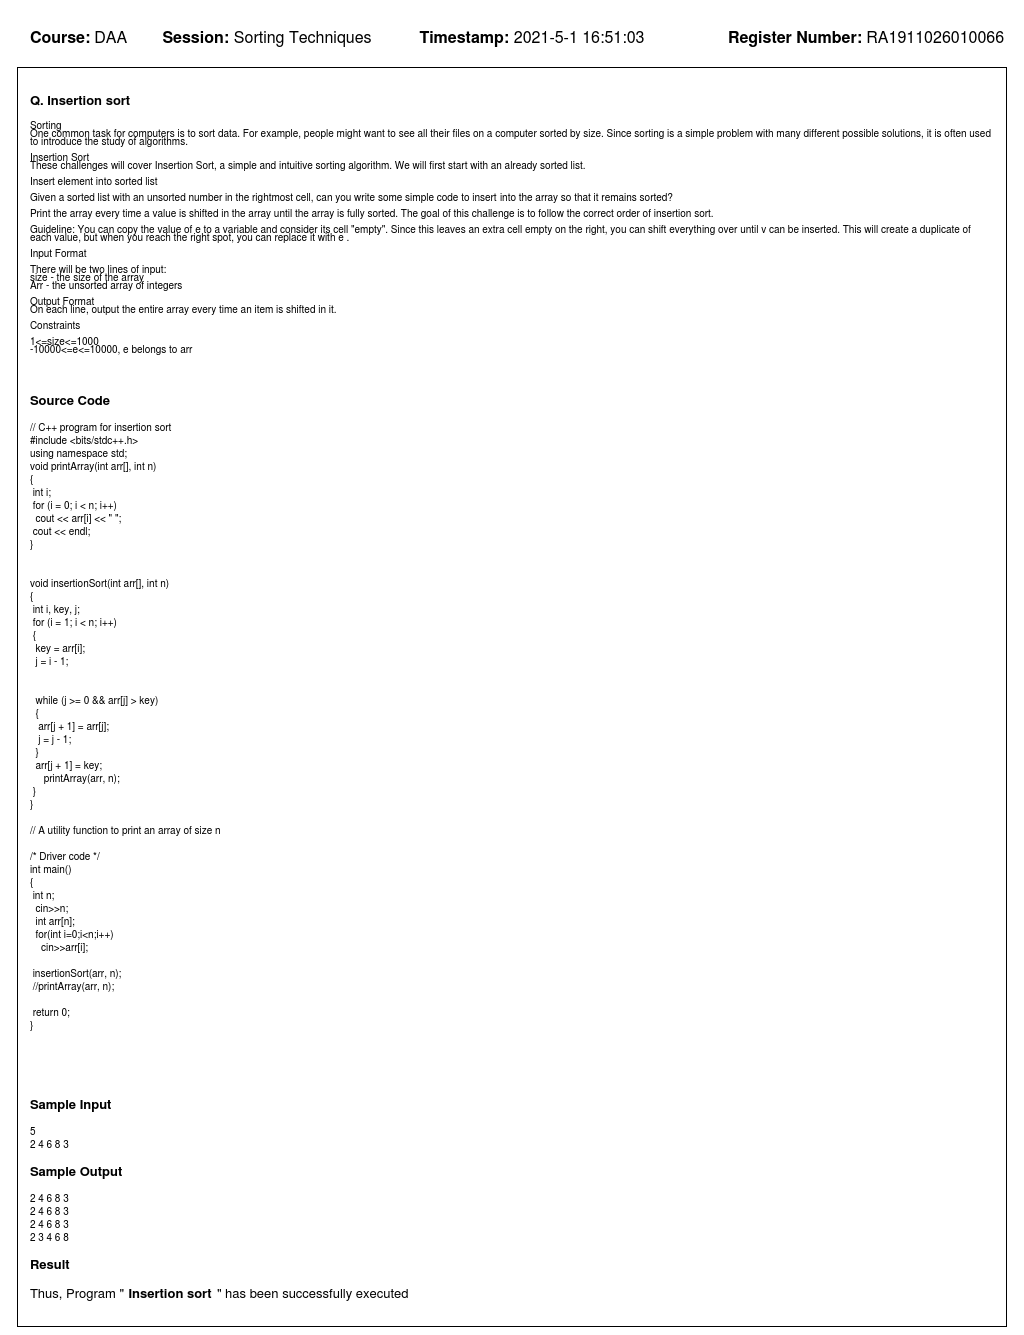 Course: DAA Session: Sorting Techniques Timestamp: 2021-5-1 16:51:03 Register Number: RA1911026010066
Q. Insertion sort
Sorting
One common task for computers is to sort data. For example, people might want to see all their files on a computer sorted by size. Since sorting is a simple problem with many different possible solutions, it is often used
to introduce the study of algorithms.
Insertion Sort
These challenges will cover Insertion Sort, a simple and intuitive sorting algorithm. We will first start with an already sorted list.
Insert element into sorted list
Given a sorted list with an unsorted number in the rightmost cell, can you write some simple code to insert into the array so that it remains sorted?
Print the array every time a value is shifted in the array until the array is fully sorted. The goal of this challenge is to follow the correct order of insertion sort.
Guideline: You can copy the value of e to a variable and consider its cell "empty". Since this leaves an extra cell empty on the right, you can shift everything over until v can be inserted. This will create a duplicate of
each value, but when you reach the right spot, you can replace it with e .
Input Format
There will be two lines of input:
size - the size of the array
Arr - the unsorted array of integers
Output Format
On each line, output the entire array every time an item is shifted in it.
Constraints
1<=size<=1000
-10000<=e<=10000, e belongs to arr
Source Code
// C++ program for insertion sort
#include <bits/stdc++.h>
using namespace std;
void printArray(int arr[], int n)
{
int i;
for (i = 0; i < n; i++)
cout << arr[i] << " ";
cout << endl;
}
void insertionSort(int arr[], int n)
{
int i, key, j;
for (i = 1; i < n; i++)
{
key = arr[i];
j = i - 1;
while (j >= 0 && arr[j] > key)
{
arr[j + 1] = arr[j];
j = j - 1;
}
arr[j + 1] = key;
printArray(arr, n);
}
}
// A utility function to print an array of size n
/* Driver code */
int main()
{
int n;
cin>>n;
int arr[n];
for(int i=0;i<n;i++)
cin>>arr[i];
insertionSort(arr, n);
//printArray(arr, n);
return 0;
}
Sample Input
5
2 4 6 8 3
Sample Output
2 4 6 8 3
2 4 6 8 3
2 4 6 8 3
2 3 4 6 8
Result
Thus, Program " Insertion sort " has been successfully executed